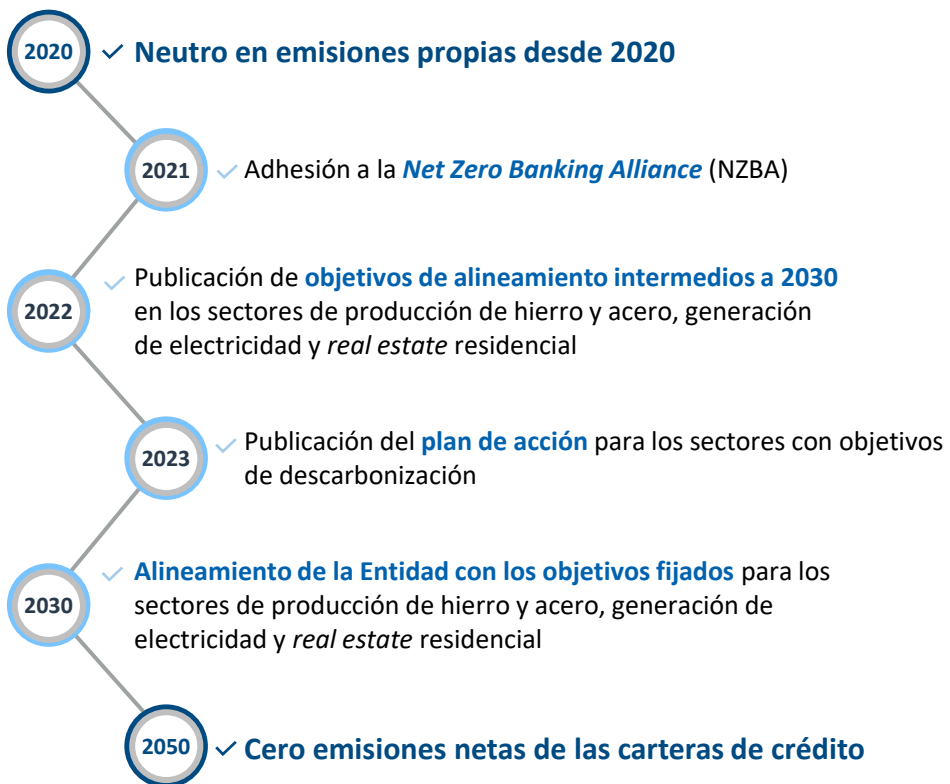 2020
Neutro en emisiones propias desde 2020
2021
Adhesión a la Net Zero Banking Alliance (NZBA)
2022
Publicación de objetivos de alineamiento intermedios a 2030
en los sectores de producción de hierro y acero, generación
de electricidad y real estate residencial
2023
Publicación del plan de acción para los sectores con objetivos
de descarbonización
2030
Alineamiento de la Entidad con los objetivos fijados para los
sectores de producción de hierro y acero, generación de
electricidad y real estate residencial
2050
Cero emisiones netas de las carteras de crédito